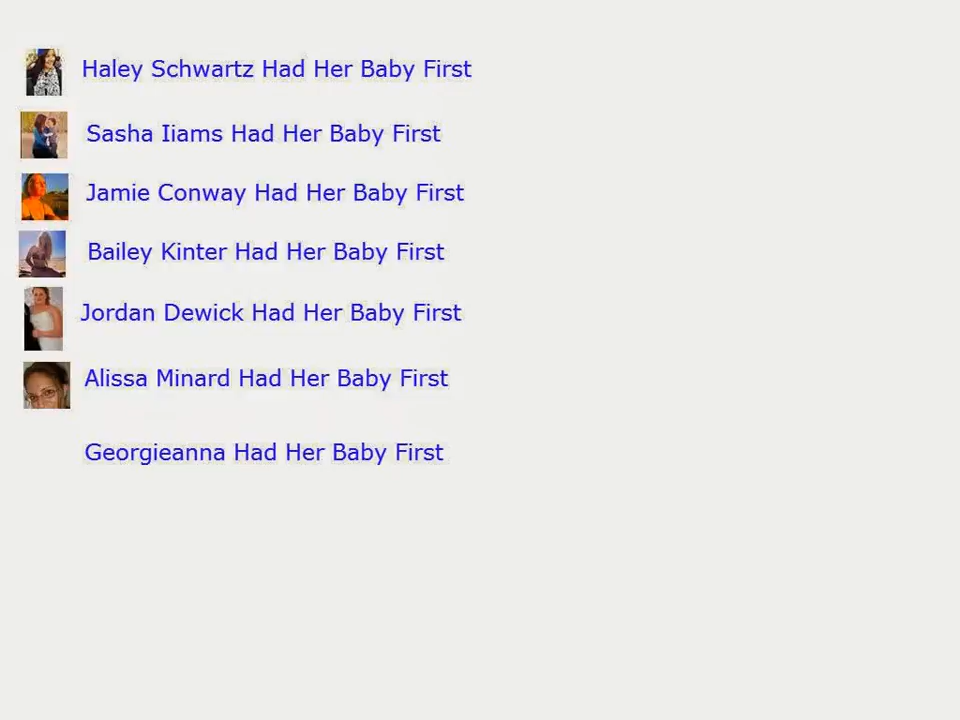 Haley Schwartz Had Her Baby First
Sasha Iiams Had Her Baby First
Jamie Conway Had Her Baby First
Bailey Kinter Had Her Baby First
Jordan Dewick Had Her Baby First
Alissa Minard Had Her Baby First
Georgieanna Had Her Baby First